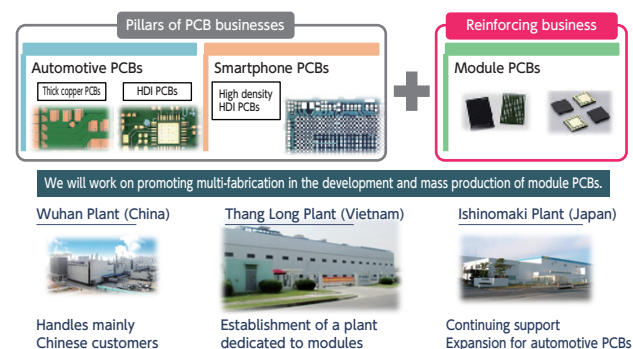 Pillars of PCB businesses
Reinforcing business
Automotive PCBs
Thick copper PCBs
HDI PCBs
Smartphone PCBs
High density
HDI PCBs
Module PCBs
We will work on promoting multi-fabrication in the development and mass production of module PCBs.
Wuhan Plant (China)
Handles mainly
Chinese customers
Thang Long Plant (Vietnam)
Establishment of a plant
dedicated to modules
Ishinomaki Plant (Japan)
Continuing support
Expansion for automotive PCBs